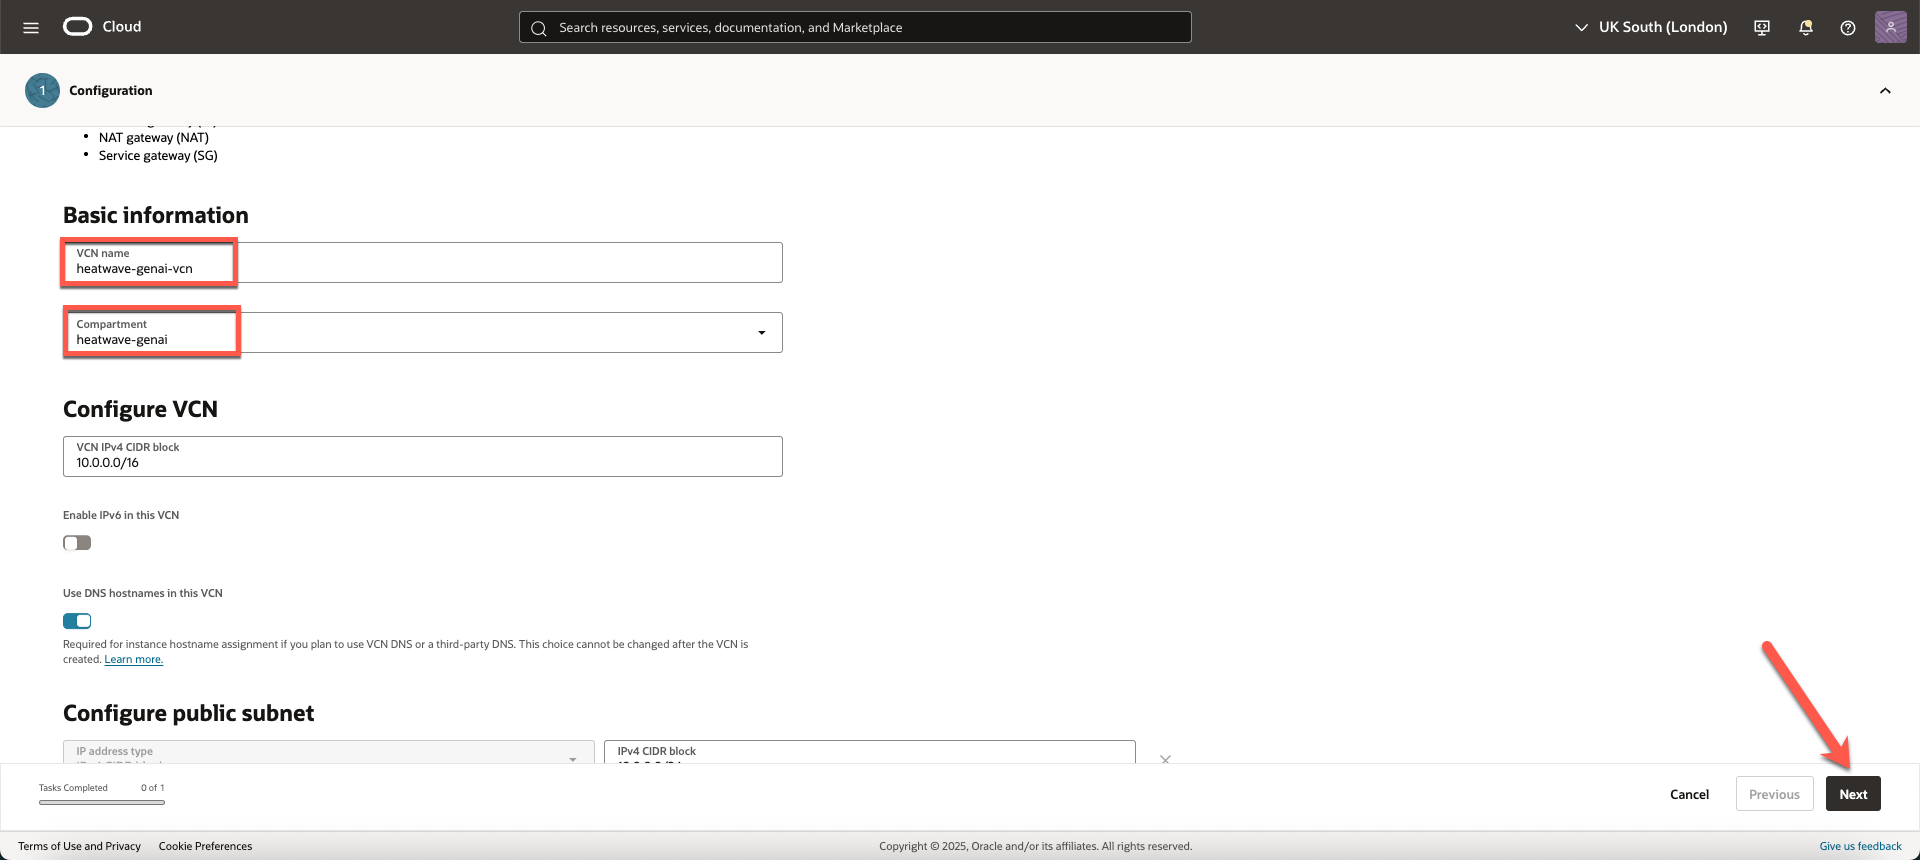 Cloud
Search resources, services, documentation, and Marketplace
UK South (London)
1
Configuration
NAT gateway (NAT)
Service gateway (SG)
Basic information
VCN name
heatwave-genai-vcn
Compartment
heatwave-genai
Configure VCN
VCN IPv4 CIDR block
10.0.0.0/16
Enable IPv6 in this VCN
Use DNS hostnames in this VCN
Required for instance hostname assignment if you plan to use VCN DNS or a third-party DNS. This choice cannot be changed after the VCN is
created. Learn more.
Configure public subnet
IP address type
IPv4 CIDR block
Tasks Completed
0 of 1
Cancel
Previous
Next
Terms of Use and Privacy
Cookie Preferences
Copyright © 2025, Oracle and/or its affiliates. All rights reserved.
Give us feedback